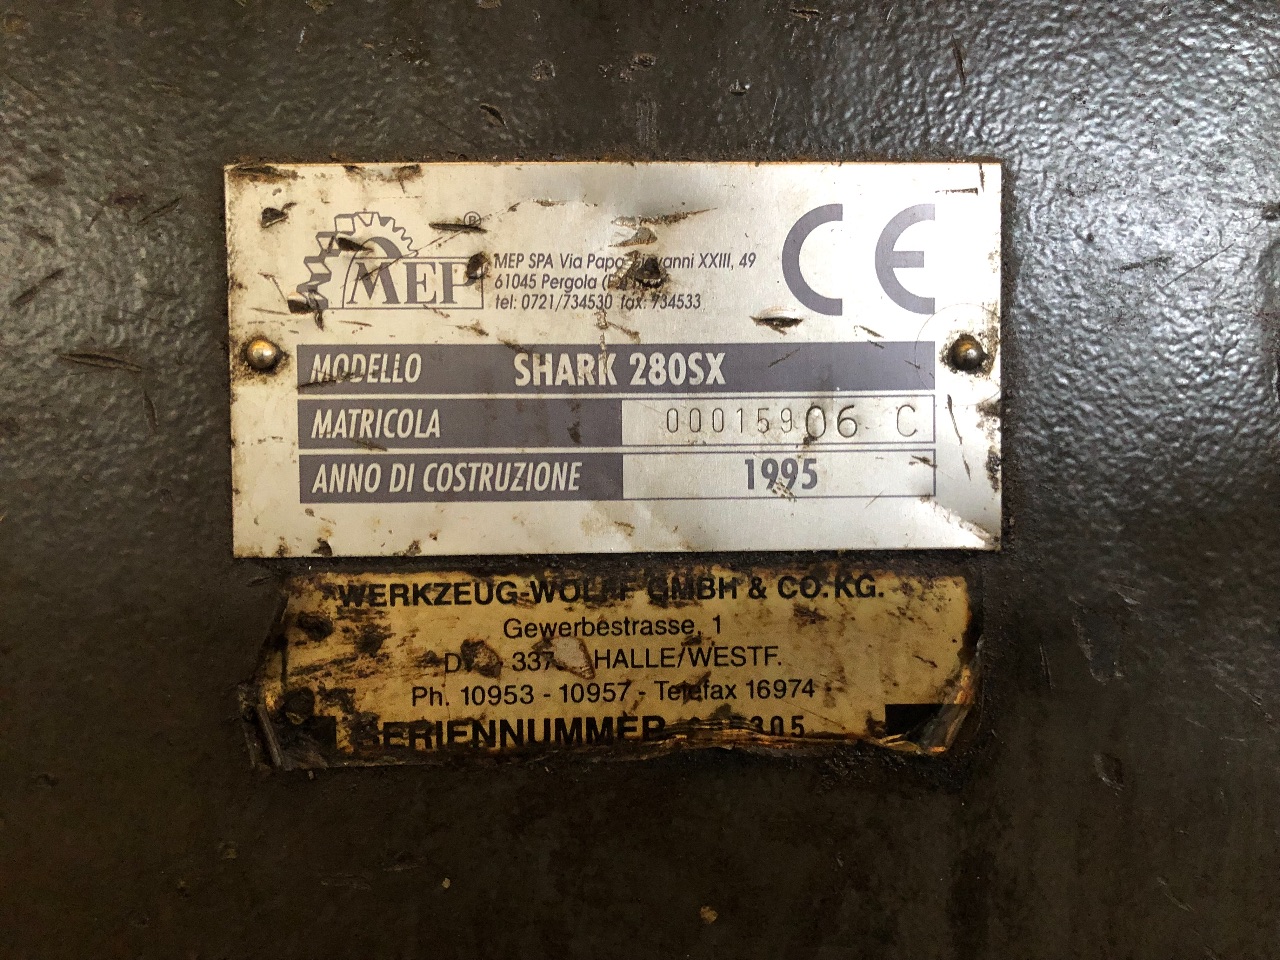 ®
MEP
MEP SPA Via Papa Giovanni XXIII, 49
61045 Pergola
tel: 0721/734530 fax: 734533
CE
MODELLO SHARK 280SX
MATRICOLA 00015906 C
ANNO DI COSTRUZIONE 1995
WERKZEUG-WOLFF GMBH & CO. KG.
Gewerbestrasse, 1
HALLE/WESTF.
Ph. 10953 - 10957 - Telefax 16974
SERIENNUMMER